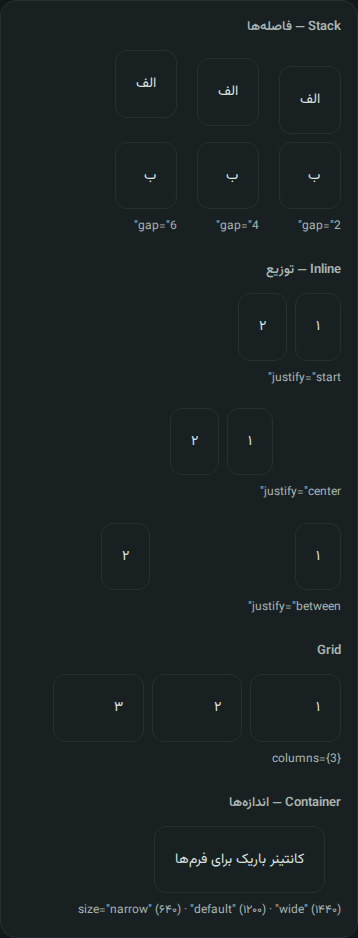 Stack — فاصله‌ها
الف الف الف
ب ب ب
gap="2" gap="4" gap="6"
Inline — توزیع
۱ ۲
justify="start"
۱ ۲
justify="center"
۱ ۲
justify="between"
Grid
۱ ۲ ۳
columns={3}
Container — اندازه‌ها
کانتینر باریک برای فرم‌ها
size="narrow" (۶۴۰) · "default" (۱۲۰۰) · "wide" (۱۴۴۰)